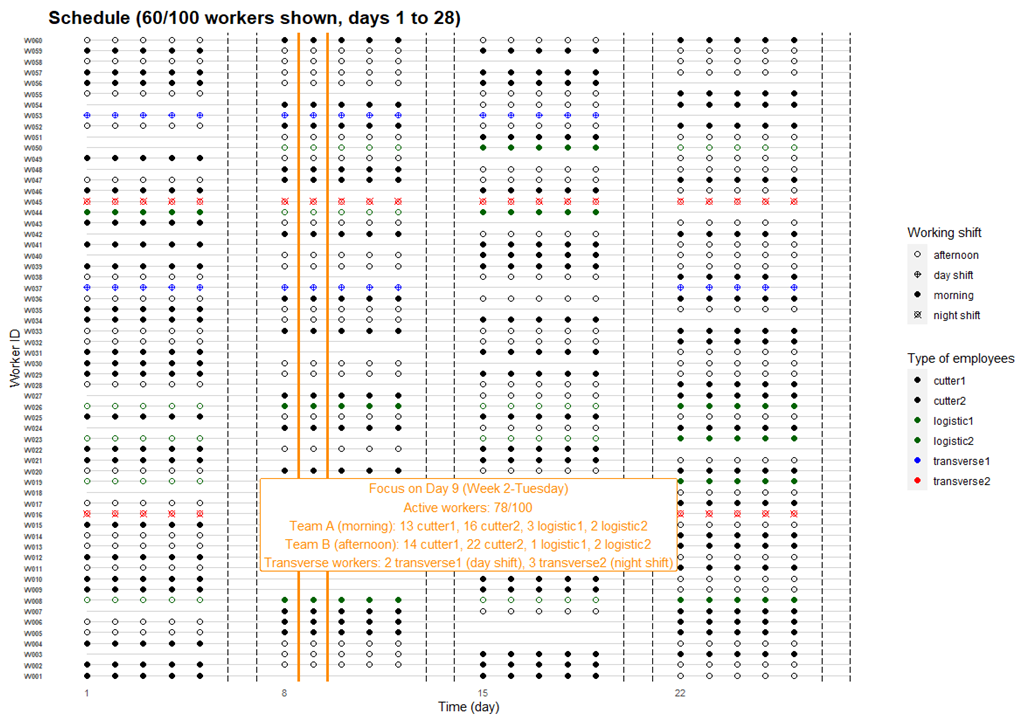 Schedule (60/100 workers shown, days 1 to 28)
W060
W059
W058
W057
W056
W055
W054
W053
W052
W051
W050
W049
W048
W047
W046
W045
W044
W043
W042
W041
W040
W039
W038
W037
W036
W035
W034
W033
W032
W031
W030
W029
W028
W027
W026
W025
W024
W023
W022
W021
W020
W019
W018
W017
W016
W015
W014
W013
W012
W011
W010
W009
W008
W007
W006
W005
W004
W003
W002
W001
Worker ID
Focus on Day 9 (Week 2-Tuesday)
Active workers: 78/100
Team A (morning): 13 cutter1, 16 cutter2, 3 logistic1, 2 logistic2
Team B (afternoon): 14 cutter1, 22 cutter2, 1 logistic1, 2 logistic2
Transverse workers: 2 transverse1 (day shift), 3 transverse2 (night shift)
1 8 15 22
Time (day)
Working shift
afternoon
day shift
morning
night shift
Type of employees
cutter1
cutter2
logistic1
logistic2
transverse1
transverse2